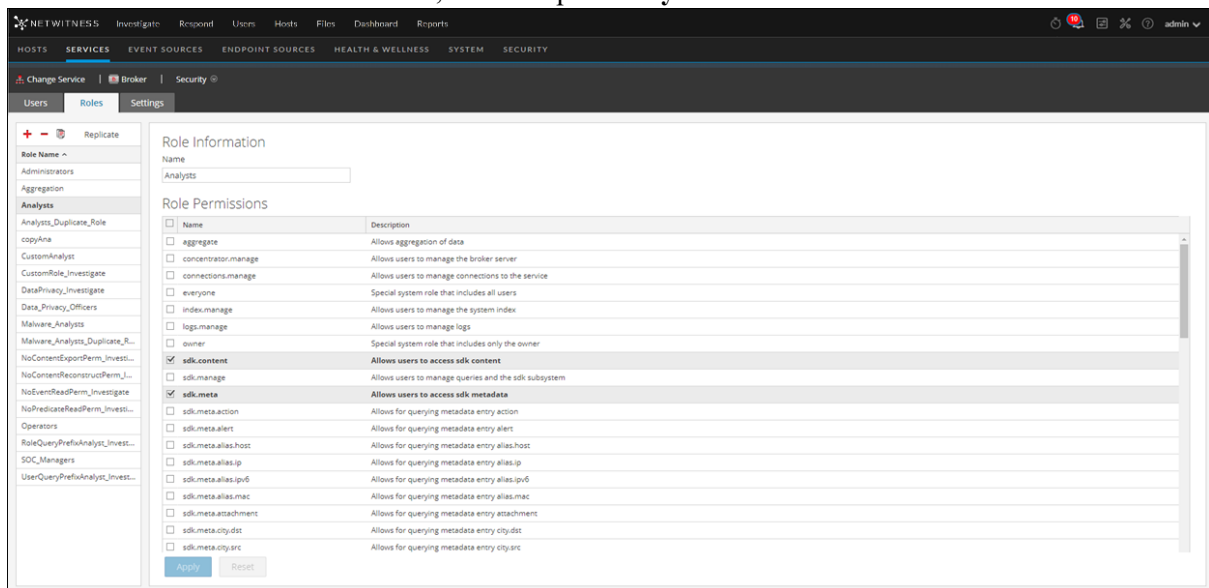 NETWITNESS Investigate Respond Users Hosts Files Dashboard Reports 10 admin
HOSTS SERVICES EVENT SOURCES ENDPOINT SOURCES HEALTH & WELLNESS SYSTEM SECURITY
Change Service | Broker | Security
Users Roles Settings
Replicate
Role Name
Administrators
Aggregation
Analysts
Analysts_Duplicate_Role
copyAna
CustomAnalyst
CustomRole_Investigate
DataPrivacy_Investigate
Data_Privacy_Officers
Malware_Analysts
Malware_Analysts_Duplicate_R...
NoContentExportPerm_Investi...
NoContentReconstructPerm_I...
NoEventReadPerm_Investigate
NoPredicateReadPerm_Investi...
Operators
RoleQueryPrefixAnalyst_Invest...
SOC_Managers
UserQueryPrefixAnalyst_Invest...
Role Information
Name
Analysts
Role Permissions
Name Description
aggregate Allows aggregation of data
concentrator.manage Allows users to manage the broker server
connections.manage Allows users to manage connections to the service
everyone Special system role that includes all users
index.manage Allows users to manage the system index
logs.manage Allows users to manage logs
owner Special system role that includes only the owner
sdk.content Allows users to access sdk content
sdk.manage Allows users to manage queries and the sdk subsystem
sdk.meta Allows users to access sdk metadata
sdk.meta.action Allows for querying metadata entry action
sdk.meta.alert Allows for querying metadata entry alert
sdk.meta.alias.host Allows for querying metadata entry alias.host
sdk.meta.alias.ip Allows for querying metadata entry alias.ip
sdk.meta.alias.ipv6 Allows for querying metadata entry alias.ipv6
sdk.meta.alias.mac Allows for querying metadata entry alias.mac
sdk.meta.attachment Allows for querying metadata entry attachment
sdk.meta.city.dst Allows for querying metadata entry city.dst
sdk.meta.city.src Allows for querying metadata entry city.src
Apply Reset